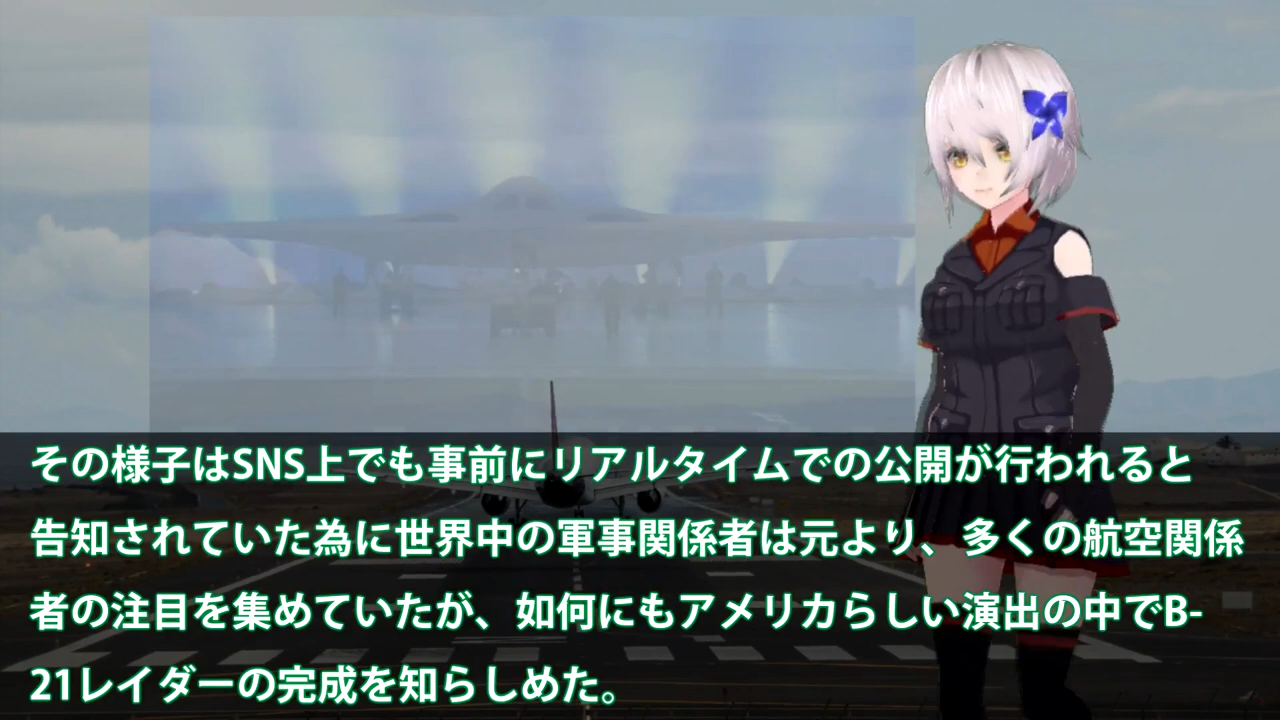 その様子はSNS上でも事前にリアルタイムでの公開が行われると
告知されていた為に世界中の軍事関係者は元より、多くの航空関係
者の注目を集めていたが、如何にもアメリカらしい演出の中でB-
21レイダーの完成を知らしめた。